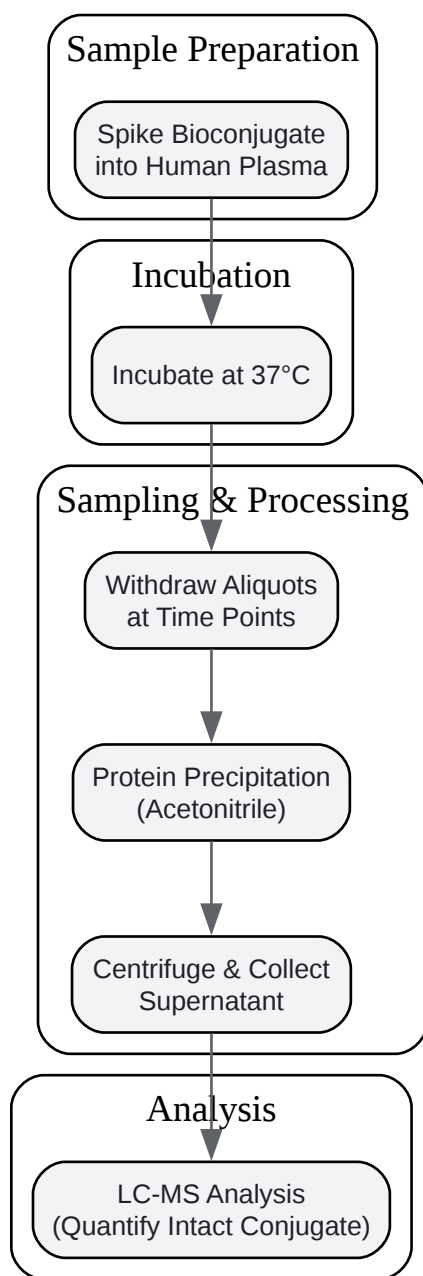 Sample Preparation
Spike Bioconjugate
into Human Plasma
Incubation
Incubate at 37°C
Sampling & Processing
Withdraw Aliquots
at Time Points
Protein Precipitation
(Acetonitrile)
Centrifuge & Collect
Supernatant
Analysis
LC-MS Analysis
(Quantify Intact Conjugate)